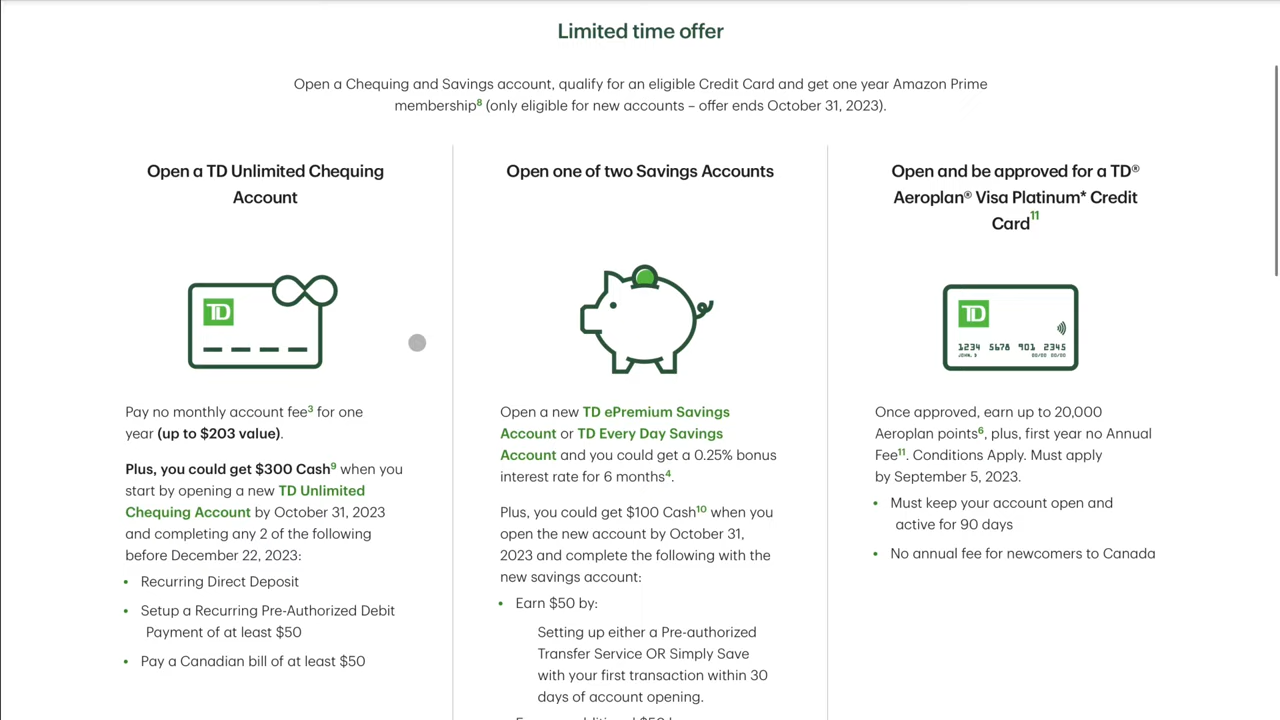 Limited time offer
Open a Chequing and Savings account, qualify for an eligible Credit Card and get one year Amazon Prime
membership8 (only eligible for new accounts – offer ends October 31, 2023).
Open a TD Unlimited Chequing
Account
TD
Pay no monthly account fee3 for one
year (up to $203 value).
Plus, you could get $300 Cash9 when you
start by opening a new TD Unlimited
Chequing Account by October 31, 2023
and completing any 2 of the following
before December 22, 2023:
• Recurring Direct Deposit
• Setup a Recurring Pre-Authorized Debit
Payment of at least $50
• Pay a Canadian bill of at least $50
Open one of two Savings Accounts
Open a new TD ePremium Savings
Account or TD Every Day Savings
Account and you could get a 0.25% bonus
interest rate for 6 months4.
Plus, you could get $100 Cash10 when you
open the new account by October 31,
2023 and complete the following with the
new savings account:
• Earn $50 by:
Setting up either a Pre-authorized
Transfer Service OR Simply Save
with your first transaction within 30
days of account opening.
Open and be approved for a TD®
Aeroplan® Visa Platinum* Credit
Card11
TD
1234 5678 901 2345
JOHN. D 00/00 00/00
Once approved, earn up to 20,000
Aeroplan points6, plus, first year no Annual
Fee11. Conditions Apply. Must apply
by September 5, 2023.
• Must keep your account open and
active for 90 days
• No annual fee for newcomers to Canada